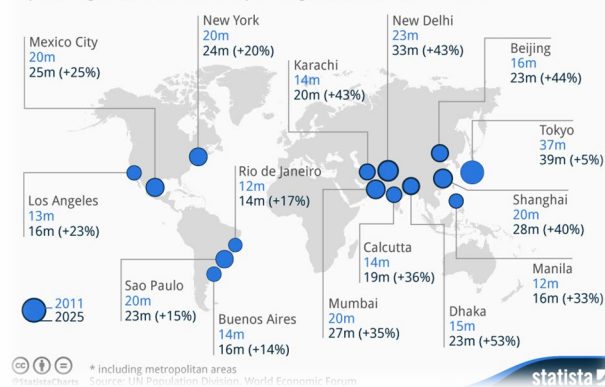 New York
20m
24m (+20%)
New Delhi
23m
33m (+43%)
Mexico City
20m
25m (+25%)
Beijing
16m
23m (+44%)
Karachi
14m
20m (+43%)
Tokyo
37m
39m (+5%)
Rio de Janeiro
12m
14m (+17%)
Los Angeles
13m
16m (+23%)
Shanghai
20m
28m (+40%)
Calcutta
14m
19m (+36%)
Manila
12m
16m (+33%)
Sao Paulo
20m
23m (+15%)
Mumbai
20m
27m (+35%)
Dhaka
15m
23m (+53%)
Buenos Aires
14m
16m (+14%)
2011
2025
* including metropolitan areas
@StatistaCharts Source: UN Population Division, World Economic Forum
statista